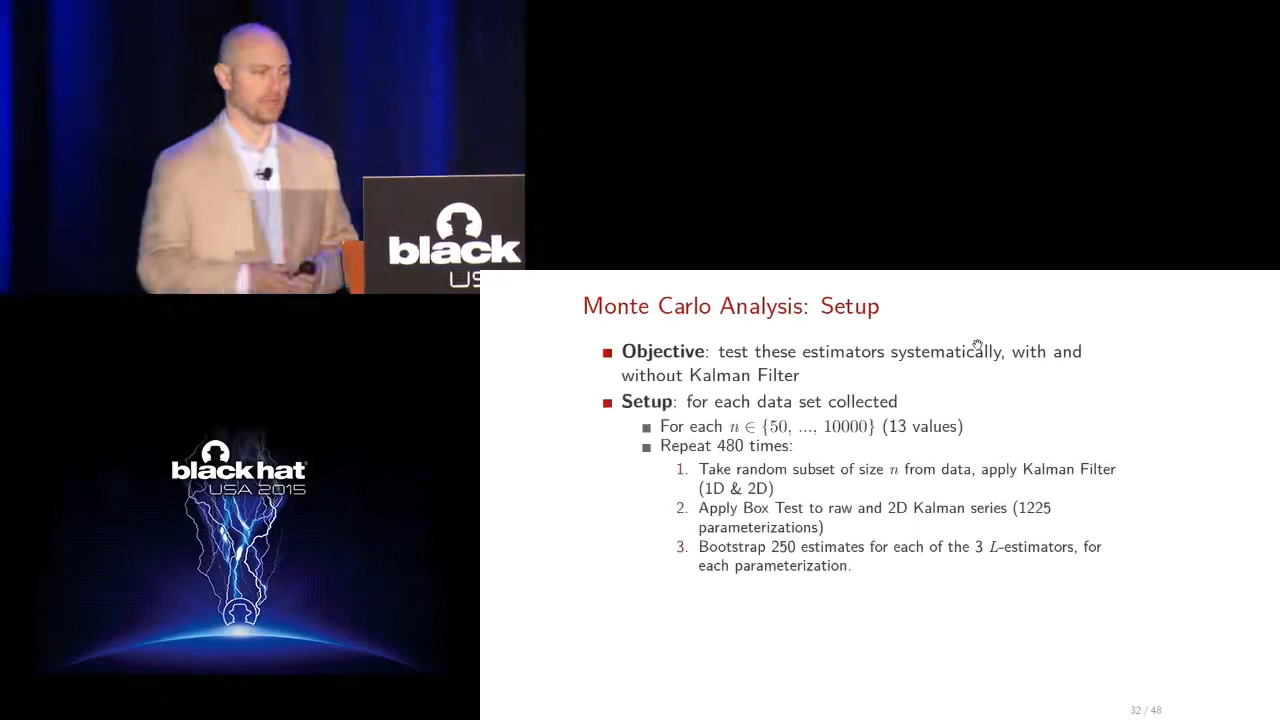 black
US
Monte Carlo Analysis: Setup
Objective: test these estimators systematically, with and
without Kalman Filter
Setup: for each data set collected
For each n ∈ {50, ..., 10000} (13 values)
Repeat 480 times:
1. Take random subset of size n from data, apply Kalman Filter
(1D & 2D)
2. Apply Box Test to raw and 2D Kalman series (1225
parameterizations)
3. Bootstrap 250 estimates for each of the 3 L-estimators, for
each parameterization.
black hat
USA 2015
32 / 48